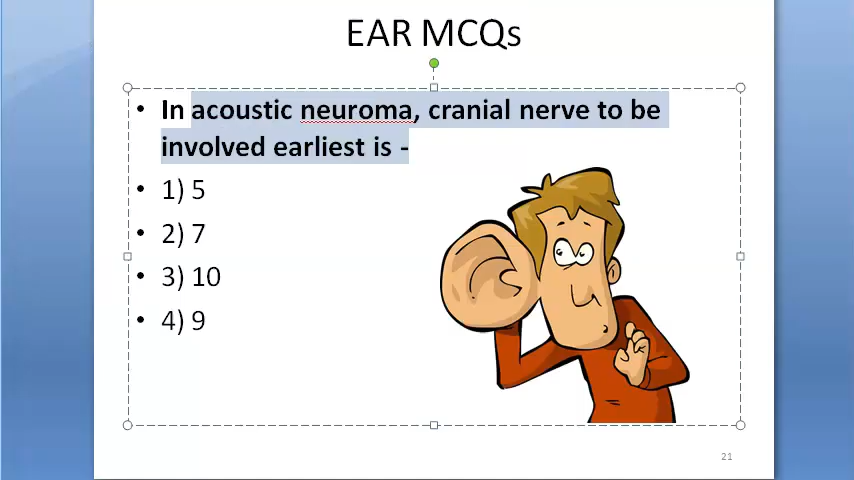 EAR MCQs
• In acoustic neuroma, cranial nerve to be
involved earliest is -
• 1) 5
• 2) 7
• 3) 10
• 4) 9
21